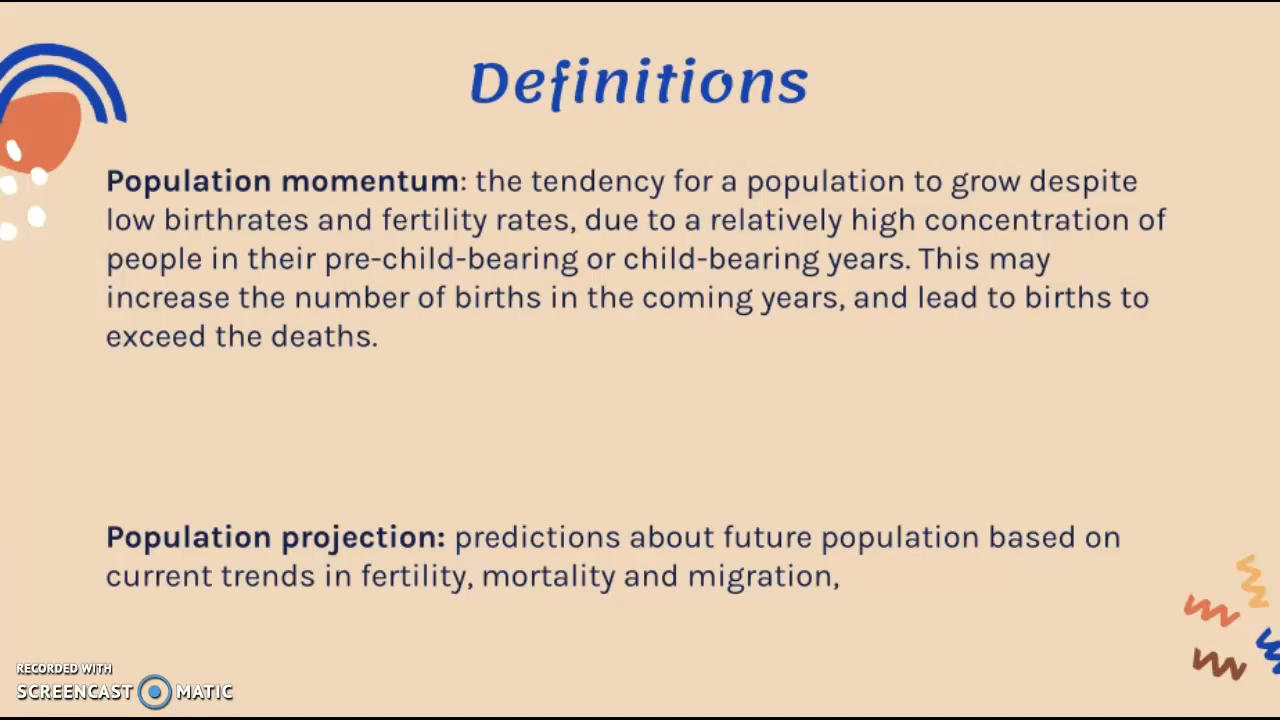 Definitions
Population momentum: the tendency for a population to grow despite
low birthrates and fertility rates, due to a relatively high concentration of
people in their pre-child-bearing or child-bearing years. This may
increase the number of births in the coming years, and lead to births to
exceed the deaths.
Population projection: predictions about future population based on
current trends in fertility, mortality and migration,
RECORDED WITH
SCREENCAST MATIC